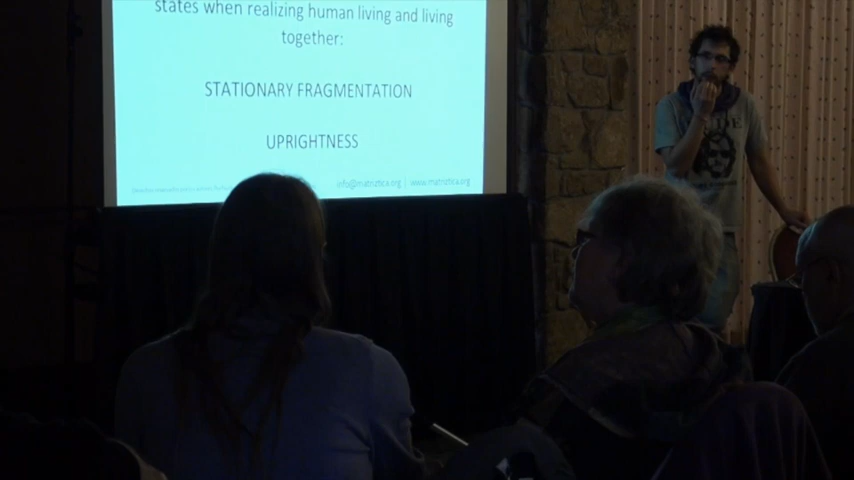 states when realizing human living and living
together:
STATIONARY FRAGMENTATION
UPRIGHTNESS
info@matriztica.org | www.matriztica.org